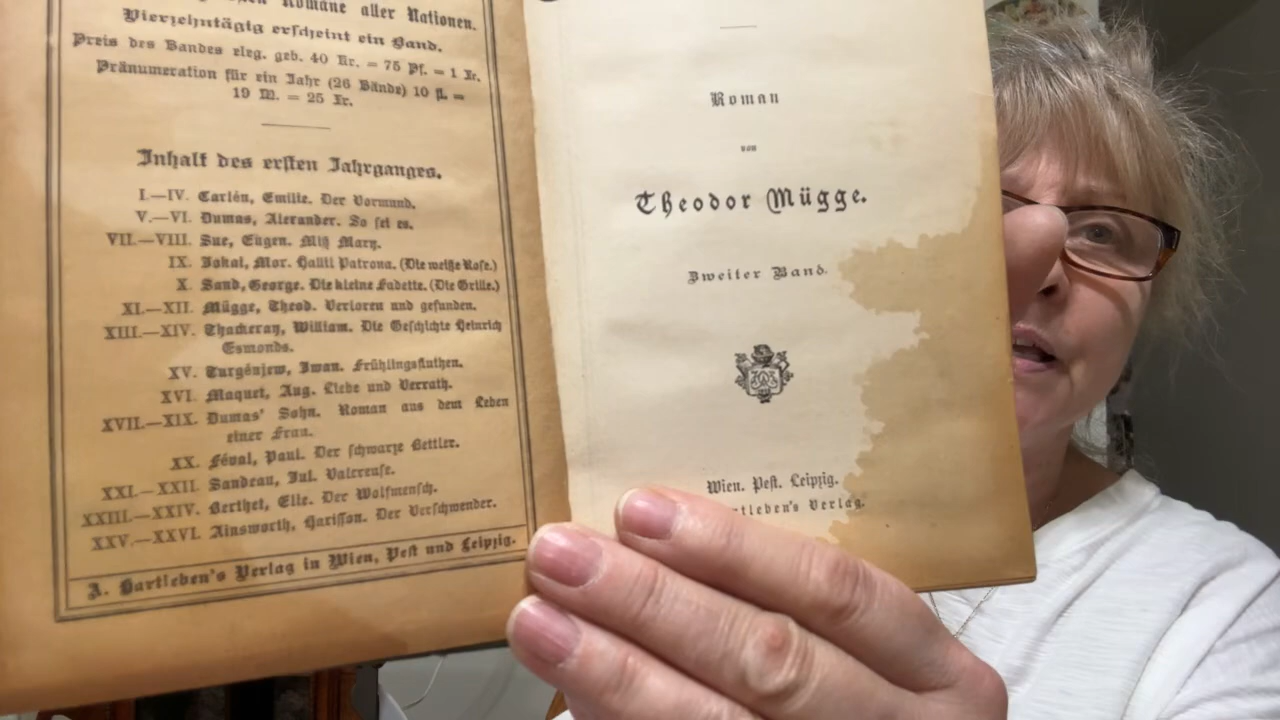 Romane aller Nationen.
Vierzehntägig erscheint ein Band.
Preis des Bandes eleg. geb. 40 Kr. = 75 Pf. = 1 Fr.
Pränumeration für ein Jahr (26 Bände) 10 fl. =
19 M. = 25 Fr.
Inhalt des ersten Jahrganges.
I.—IV. Carlén, Emilie. Der Vormund.
V.—VI. Dumas, Alexander. So sei es.
VII.—VIII. Sue, Eugen. Miß Mary.
IX. Jokai, Mor. Halil Patrona. (Die weiße Rose.)
X. Sand, George. Die kleine Fadette. (Die Grille.)
XI.—XII. Mügge, Theod. Verloren und gefunden.
XIII.—XIV. Thackeray, William. Die Geschichte Heinrich
Esmonds.
XV. Turgénjew, Iwan. Frühlingsfluthen.
XVI. Maquet, Aug. Liebe und Verrath.
XVII.—XIX. Dumas' Sohn. Roman aus dem Leben
einer Frau.
XX. Féval, Paul. Der schwarze Bettler.
XXI.—XXII. Sandeau, Jul. Valcreuse.
XXIII.—XXIV. Berthet, Elie. Der Wolfmensch.
XXV.—XXVI. Ainsworth, Harisson. Der Verschwender.
A. Hartleben's Verlag in Wien, Pest und Leipzig.
Roman
von
Theodor Mügge.
Zweiter Band.
Wien. Pest. Leipzig.
artleben's Verlag.